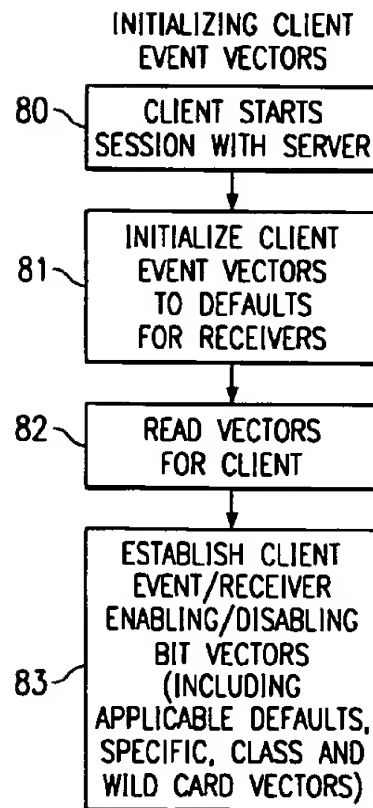 INITIALIZING CLIENT
EVENT VECTORS
80
CLIENT STARTS
SESSION WITH SERVER
81
INITIALIZE CLIENT
EVENT VECTORS
TO DEFAULTS
FOR RECEIVERS
82
READ VECTORS
FOR CLIENT
83
ESTABLISH CLIENT
EVENT/RECEIVER
ENABLING/DISABLING
BIT VECTORS
(INCLUDING
APPLICABLE DEFAULTS,
SPECIFIC, CLASS AND
WILD CARD VECTORS)